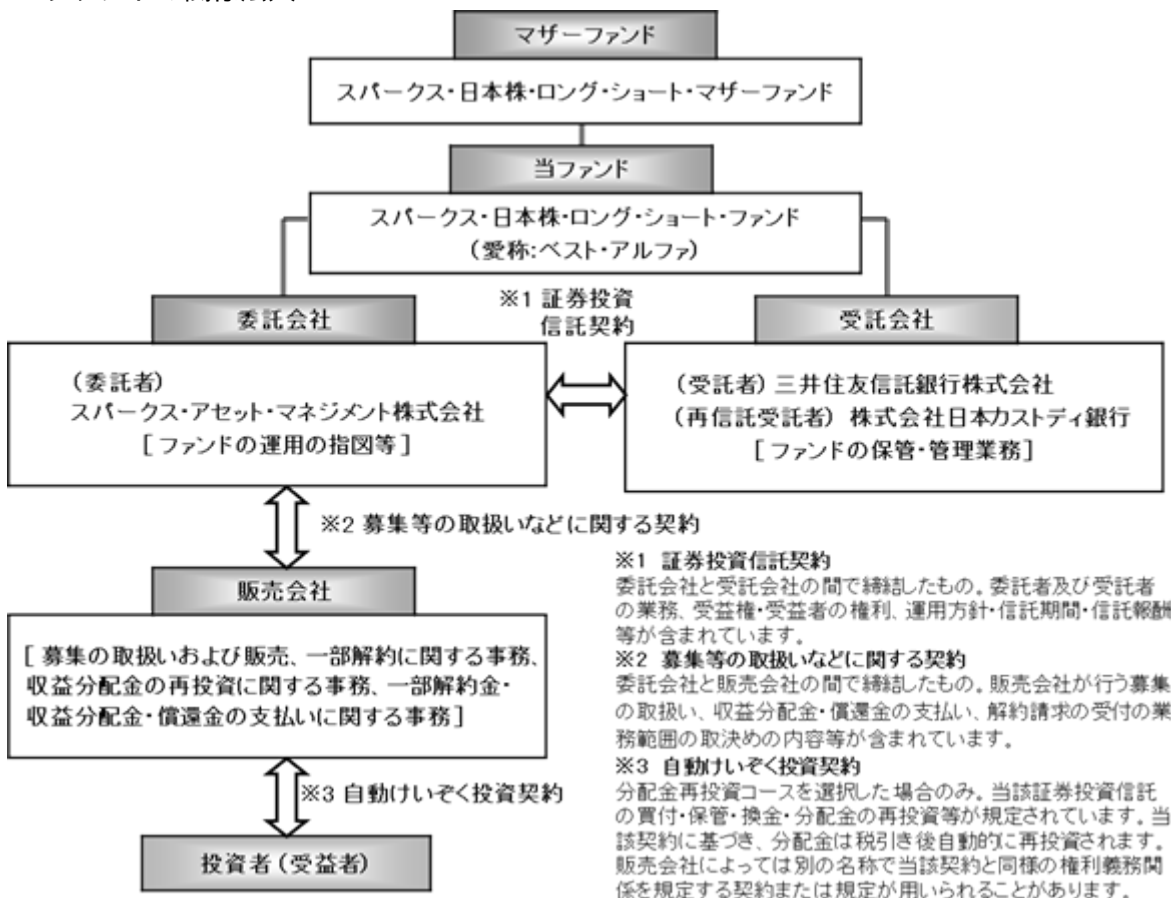 マザーファンド
スパークス・日本株・ロング・ショート・マザーファンド
当ファンド
スパークス・日本株・ロング・ショート・ファンド
(愛称:ベスト・アルファ)
※1 証券投資
信託契約
委託会社
(委託者)
スパークス・アセット・マネジメント株式会社
[ファンドの運用の指図等]
受託会社
(受託者) 三井住友信託銀行株式会社
(再信託受託者) 株式会社日本カストディ銀行
[ファンドの保管・管理業務]
※2 募集等の取扱いなどに関する契約
販売会社
[募集の取扱いおよび販売、一部解約に関する事務、
収益分配金の再投資に関する事務、一部解約金・
収益分配金・償還金の支払いに関する事務]
※3 自動けいぞく投資契約
投資者(受益者)
※1 証券投資信託契約
委託会社と受託会社の間で締結したもの。委託者及び受託者
の業務、受益権・受益者の権利、運用方針・信託期間・信託報酬
等が含まれています。
※2 募集等の取扱いなどに関する契約
委託会社と販売会社の間で締結したもの。販売会社が行う募集
の取扱い、収益分配金・償還金の支払い、解約請求の受付の業
務範囲の取決めの内容等が含まれています。
※3 自動けいぞく投資契約
分配金再投資コースを選択した場合のみ。当該証券投資信託
の買付・保管・換金・分配金の再投資等が規定されています。当
該契約に基づき、分配金は税引き後自動的に再投資されます。
販売会社によっては別の名称で当該契約と同様の権利義務関
係を規定する契約または規定が用いられることがあります。